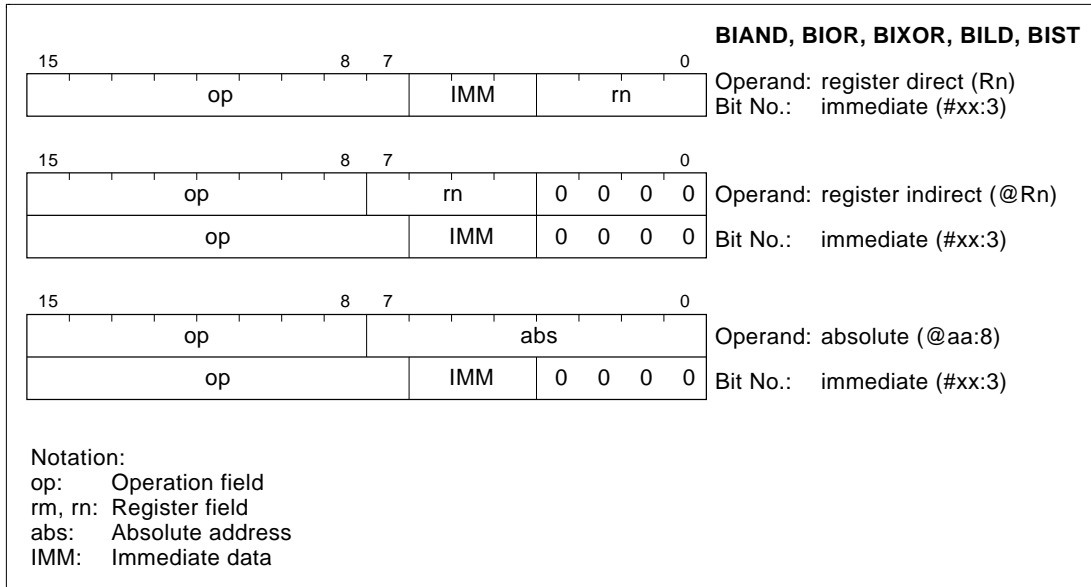 BIAND, BIOR, BIXOR, BILD, BIST
15 8 7 0
op IMM rn Operand: register direct (Rn)
Bit No.: immediate (#xx:3)
15 8 7 0
op rn 0 0 0 0 Operand: register indirect (@Rn)
op IMM 0 0 0 0 Bit No.: immediate (#xx:3)
15 8 7 0
op abs Operand: absolute (@aa:8)
op IMM 0 0 0 0 Bit No.: immediate (#xx:3)
Notation:
op: Operation field
rm, rn: Register field
abs: Absolute address
IMM: Immediate data